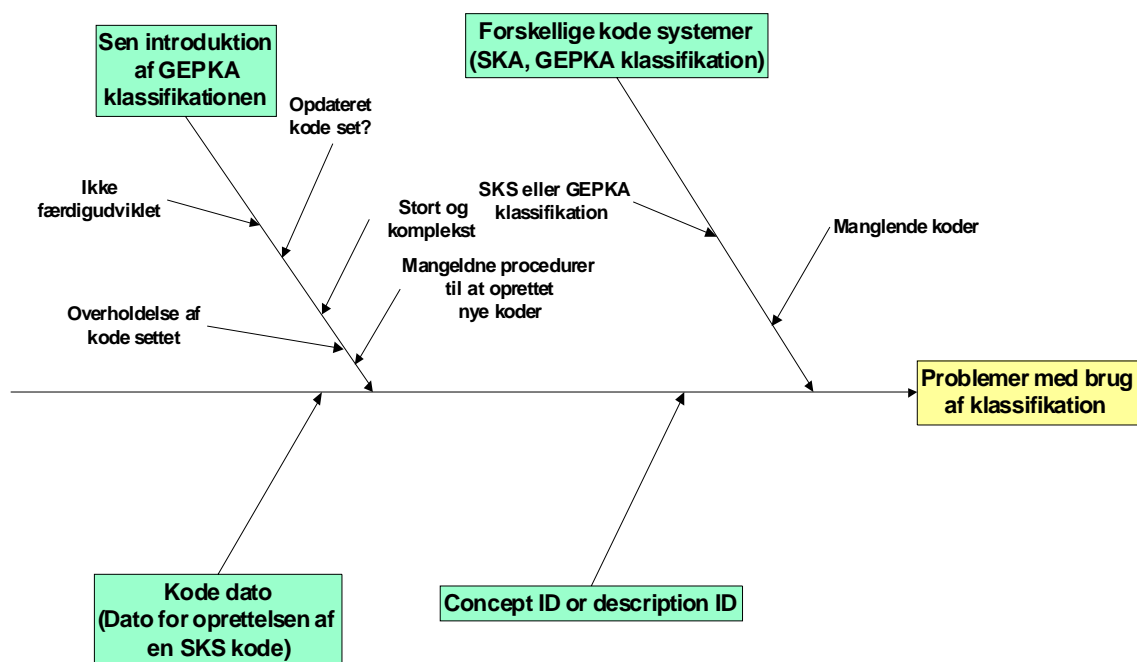 Sen introduktion
af GEPKA
klassifikationen
Forskellige kode systemer
(SKA, GEPKA klassifikation)
Opdateret
kode set?
Ikke
færdigudviklet
Stort og
komplekst
SKS eller GEPKA
klassifikation
Manglende koder
Mangeldne procedurer
til at oprettet
nye koder
Overholdelse af
kode settet
Problemer med brug
af klassifikation
Kode dato
(Dato for oprettelsen af
en SKS kode)
Concept ID or description ID